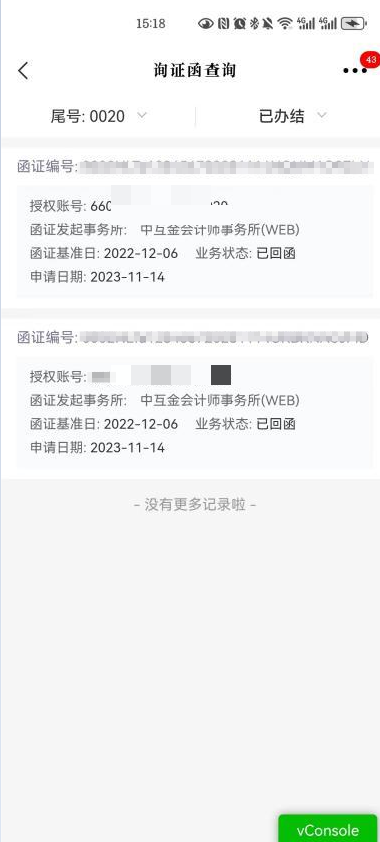 15:18
43
询证函查询
尾号: 0020
已办结
函证编号:
授权账号: 660
函证发起事务所: 中互金会计师事务所(WEB)
函证基准日: 2022-12-06 业务状态: 已回函
申请日期: 2023-11-14
函证编号:
授权账号:
函证发起事务所: 中互金会计师事务所(WEB)
函证基准日: 2022-12-06 业务状态: 已回函
申请日期: 2023-11-14
- 没有更多记录啦 -
vConsole